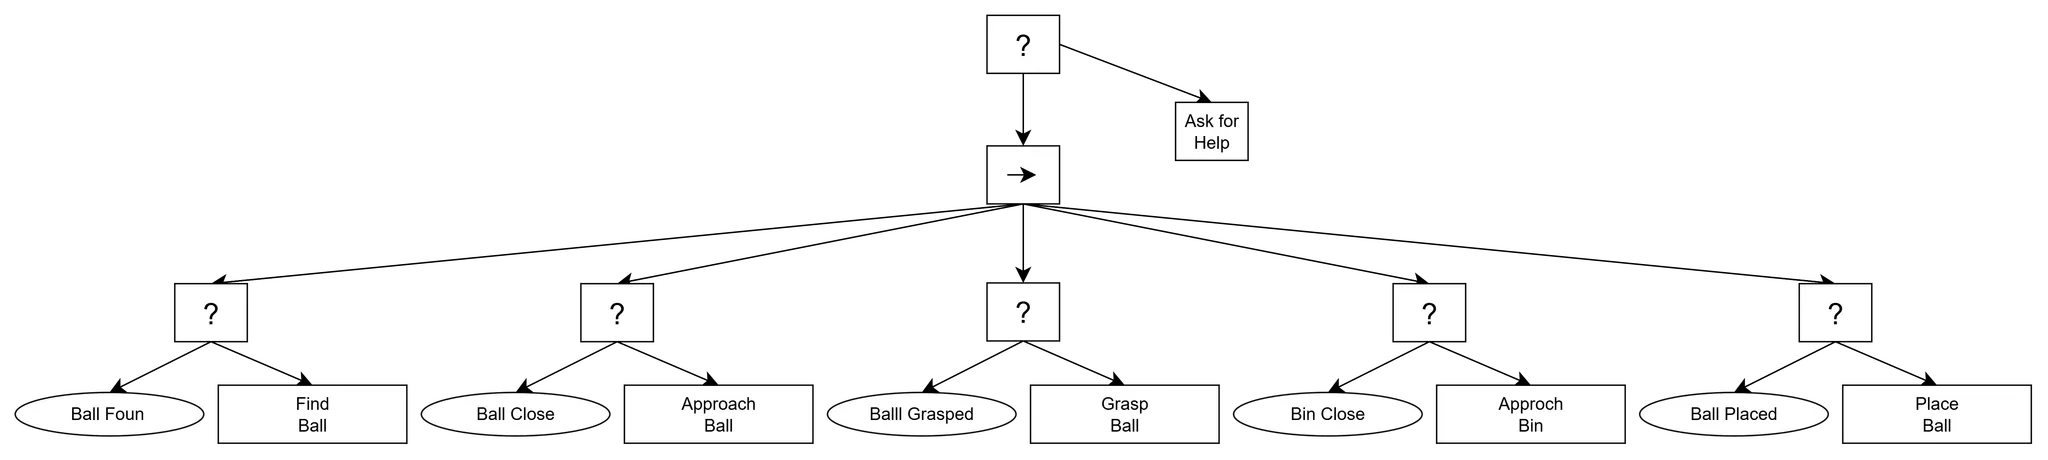 ?
Ask for
Help
→
?
?
?
?
?
Ball Foun
Find
Ball
Ball Close
Approach
Ball
Balll Grasped
Grasp
Ball
Bin Close
Approch
Bin
Ball Placed
Place
Ball